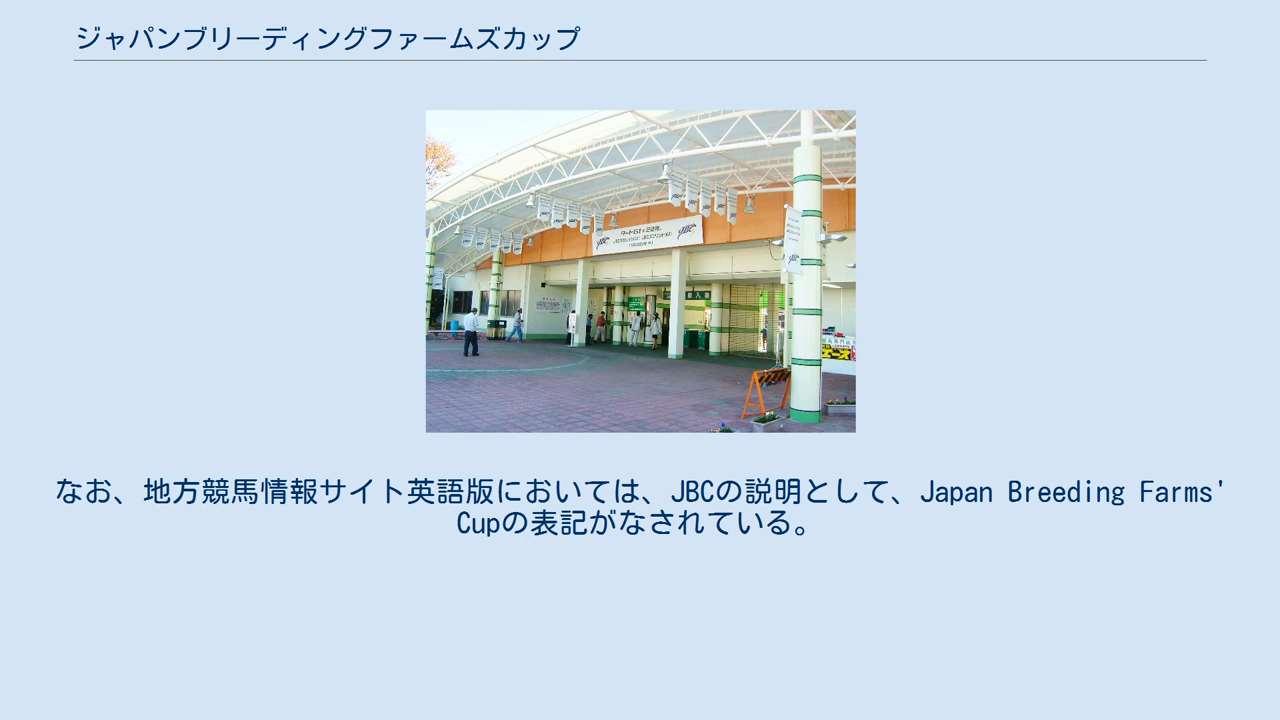 ジャパンブリーディングファームズカップ
JBC
なお、地方競馬情報サイト英語版においては、JBCの説明として、Japan Breeding Farms'
Cupの表記がなされている。